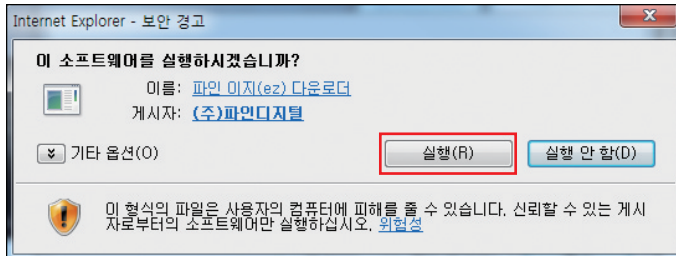 Internet Explorer - 보안 경고
이 소프트웨어를 실행하시겠습니까?
이름: 파인 이지(ez) 다운로더
게시자: (주)파인디지털
기타 옵션(O)
실행(R)
실행 안 함(D)
이 형식의 파일은 사용자의 컴퓨터에 피해를 줄 수 있습니다. 신뢰할 수 있는 게시
자로부터의 소프트웨어만 실행하십시오. 위험성